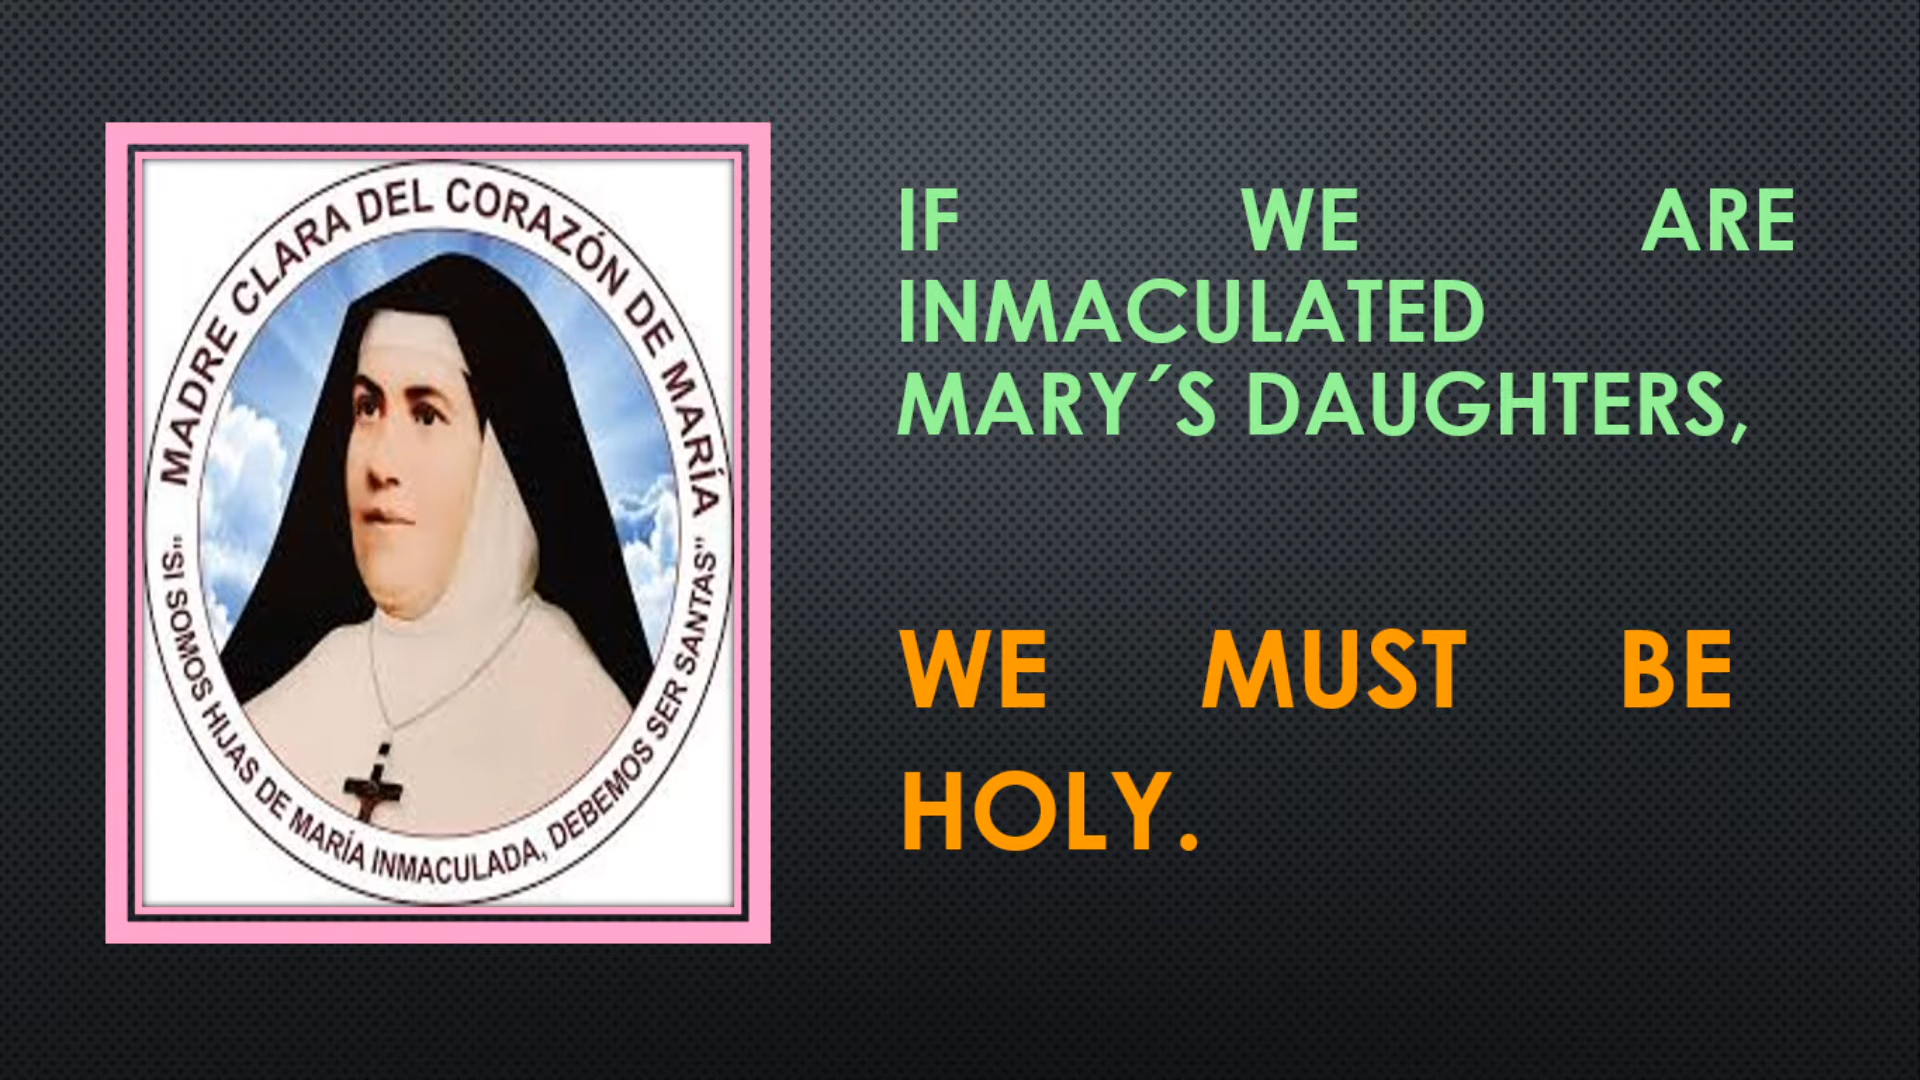 MADRE CLARA DEL CORAZÓN DE MARÍA
"SI SOMOS HIJAS DE MARÍA INMACULADA, DEBEMOS SER SANTAS"
IF WE ARE
INMACULATED
MARY´S DAUGHTERS,
WE MUST BE
HOLY.